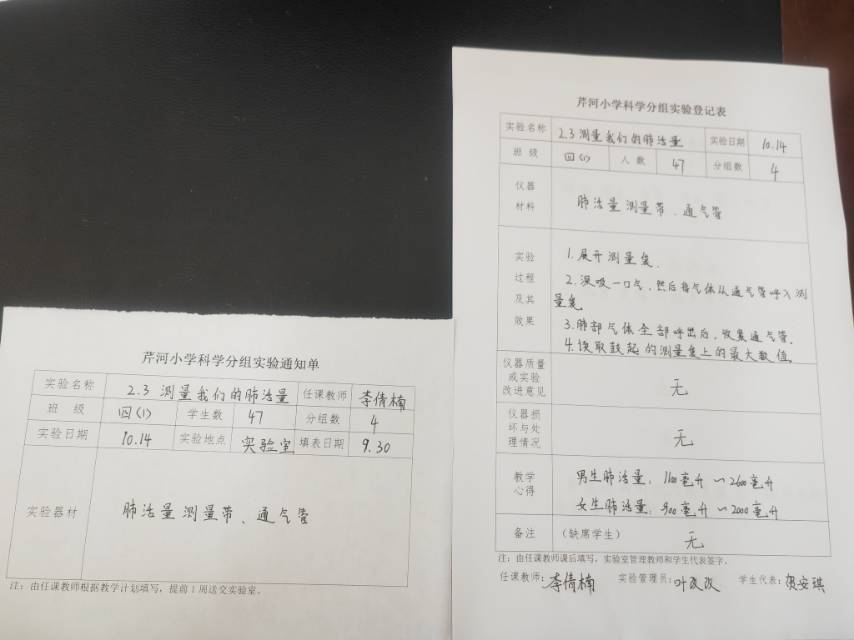 芹河小学科学分组实验通知单
实验名称 2.3 测量我们的肺活量 任课教师 李倩楠
班 级 四(1) 学生数 47 分组数 4
实验日期 10.14 实验地点 实验室 填表日期 9.30
实验器材 肺活量测量带、通气管
注：由任课教师根据教学计划填写，提前1周送交实验室。
芹河小学科学分组实验登记表
实验名称 2.3 测量我们的肺活量 实验日期 10.14
班 级 四(1) 人 数 47 分组数 4
仪器
材料
肺活量测量带、通气管
实验
过程
及其
效果
1.展开测量袋.
2.深吸一口气,然后将气体从通气管呼入测
量袋
3.肺部气体全部呼出后,收紧通气管.
4.读取鼓起的测量袋上的最大数值
仪器质量
或实验
改进意见
无
仪器损
坏与处
理情况
无
教学
心得
男生肺活量:1100毫升～2600毫升
女生肺活量:900毫升～2000毫升
备注 (缺席学生) 无
注：由任课教师课后填写，实验室管理教师和学生代表签字。
任课教师:李倩楠 实验管理员:叶改改 学生代表:贺安琪